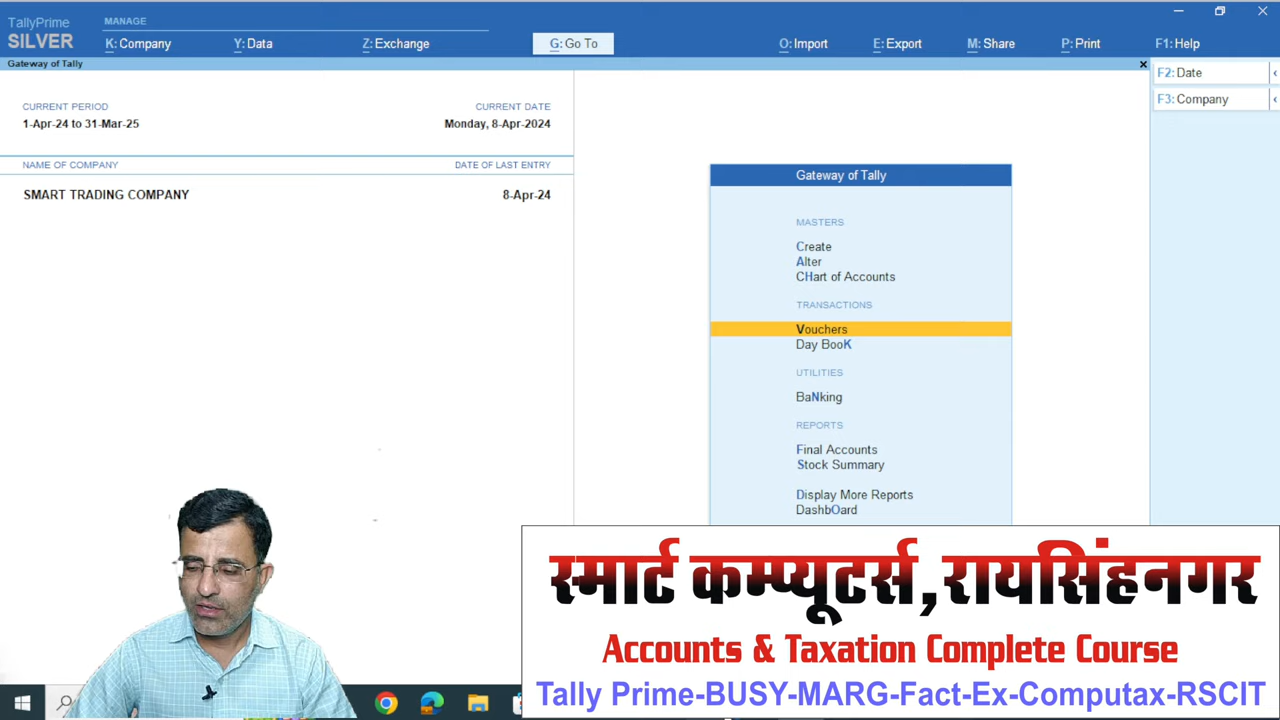 TallyPrime
SILVER
MANAGE
K: Company
Y: Data
Z: Exchange
G: Go To
O: Import
E: Export
M: Share
P: Print
F1: Help
Gateway of Tally
F2: Date
F3: Company
CURRENT PERIOD
CURRENT DATE
1-Apr-24 to 31-Mar-25
Monday, 8-Apr-2024
NAME OF COMPANY
DATE OF LAST ENTRY
SMART TRADING COMPANY
8-Apr-24
Gateway of Tally
MASTERS
Create
Alter
CHart of Accounts
TRANSACTIONS
Vouchers
Day BooK
UTILITIES
BaNking
REPORTS
Final Accounts
Stock Summary
Display More Reports
DashbOard
स्मार्ट कम्प्यूटर्स,रायसिंहनगर
Accounts & Taxation Complete Course
Tally Prime-BUSY-MARG-Fact-Ex-Computax-RSCIT